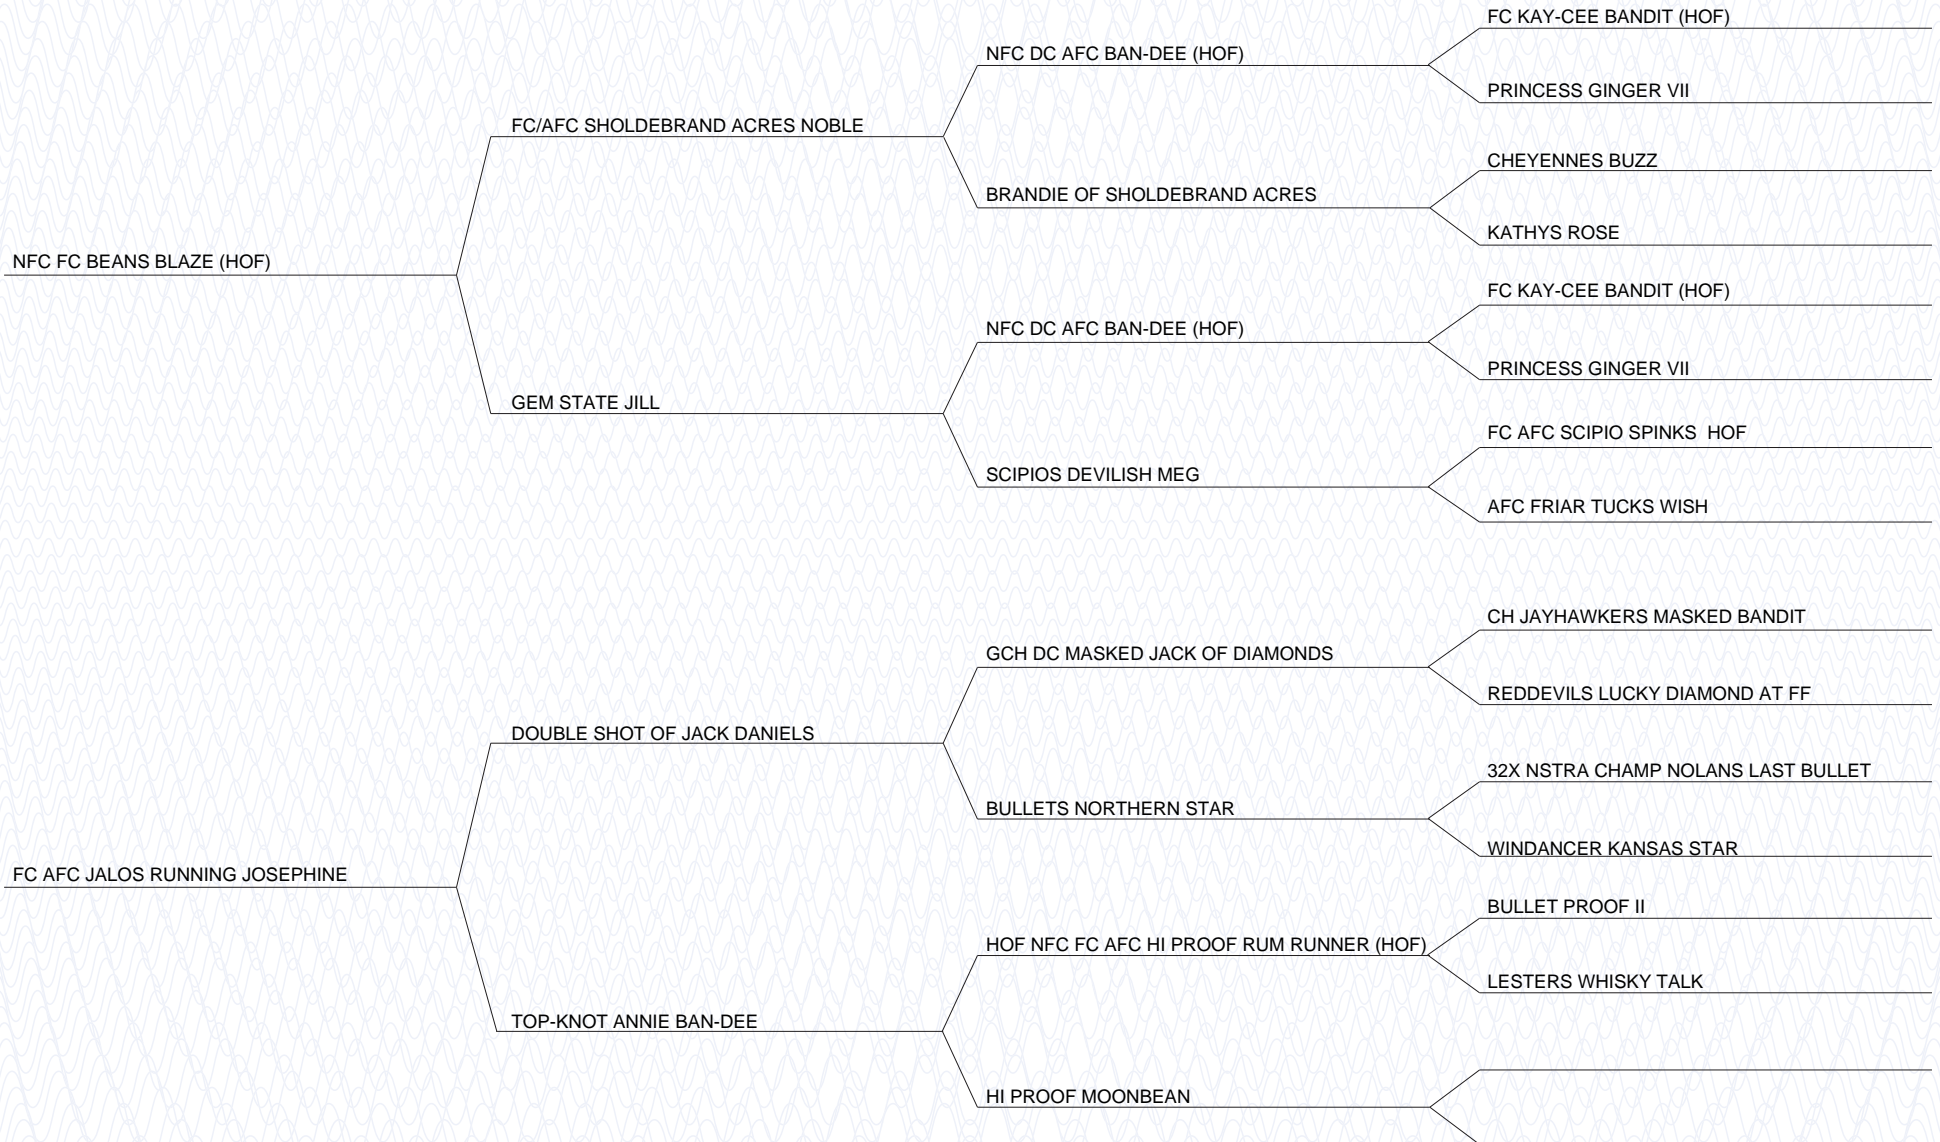 FC KAY-CEE BANDIT (HOF)
NFC DC AFC BAN-DEE (HOF)
PRINCESS GINGER VII
FC/AFC SHOLDEBRAND ACRES NOBLE
CHEYENNES BUZZ
BRANDIE OF SHOLDEBRAND ACRES
KATHYS ROSE
NFC FC BEANS BLAZE (HOF)
FC KAY-CEE BANDIT (HOF)
NFC DC AFC BAN-DEE (HOF)
PRINCESS GINGER VII
GEM STATE JILL
FC AFC SCIPIO SPINKS  HOF
SCIPIOS DEVILISH MEG
AFC FRIAR TUCKS WISH
CH JAYHAWKERS MASKED BANDIT
GCH DC MASKED JACK OF DIAMONDS
REDDEVILS LUCKY DIAMOND AT FF
DOUBLE SHOT OF JACK DANIELS
32X NSTRA CHAMP NOLANS LAST BULLET
BULLETS NORTHERN STAR
WINDANCER KANSAS STAR
FC AFC JALOS RUNNING JOSEPHINE
BULLET PROOF II
HOF NFC FC AFC HI PROOF RUM RUNNER (HOF)
LESTERS WHISKY TALK
TOP-KNOT ANNIE BAN-DEE
HI PROOF MOONBEAN